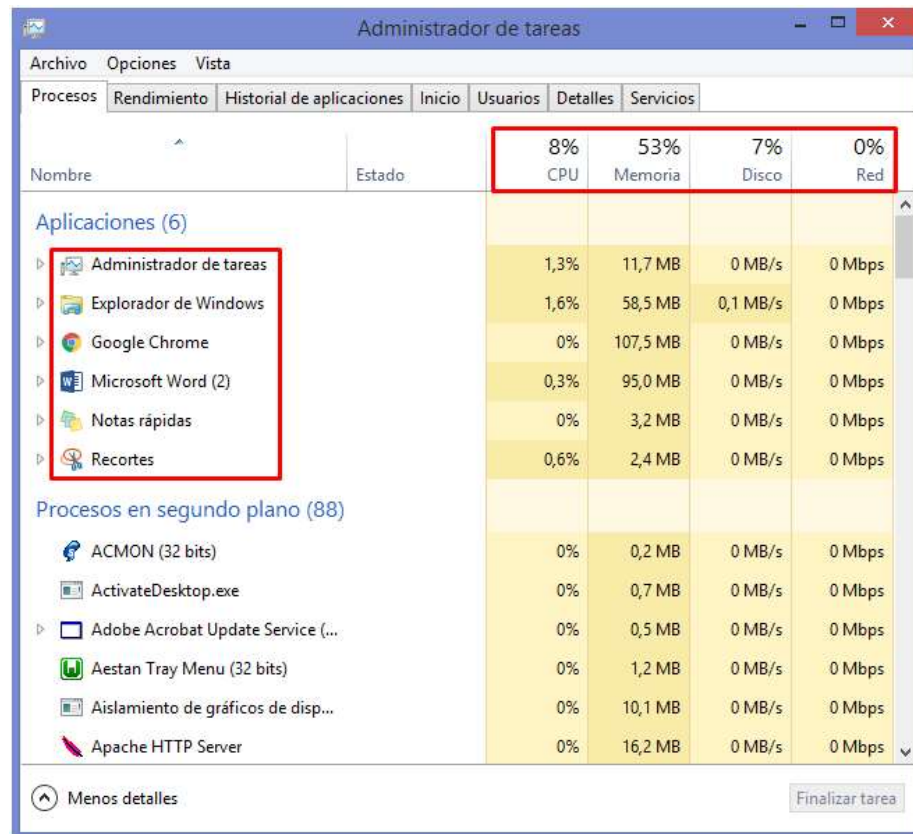 Administrador de tareas
Archivo Opciones Vista
Procesos Rendimiento Historial de aplicaciones Inicio Usuarios Detalles Servicios
8% 53% 7% 0%
Nombre Estado CPU Memoria Disco Red
Aplicaciones (6)
Administrador de tareas 1,3% 11,7 MB 0 MB/s 0 Mbps
Explorador de Windows 1,6% 58,5 MB 0,1 MB/s 0 Mbps
Google Chrome 0% 107,5 MB 0 MB/s 0 Mbps
Microsoft Word (2) 0,3% 95,0 MB 0 MB/s 0 Mbps
Notas rápidas 0% 3,2 MB 0 MB/s 0 Mbps
Recortes 0,6% 2,4 MB 0 MB/s 0 Mbps
Procesos en segundo plano (88)
ACMON (32 bits) 0% 0,2 MB 0 MB/s 0 Mbps
ActivateDesktop.exe 0% 0,7 MB 0 MB/s 0 Mbps
Adobe Acrobat Update Service (... 0% 0,5 MB 0 MB/s 0 Mbps
Aestan Tray Menu (32 bits) 0% 1,2 MB 0 MB/s 0 Mbps
Aislamiento de gráficos de disp... 0% 10,1 MB 0 MB/s 0 Mbps
Apache HTTP Server 0% 16,2 MB 0 MB/s 0 Mbps
Menos detalles Finalizar tarea